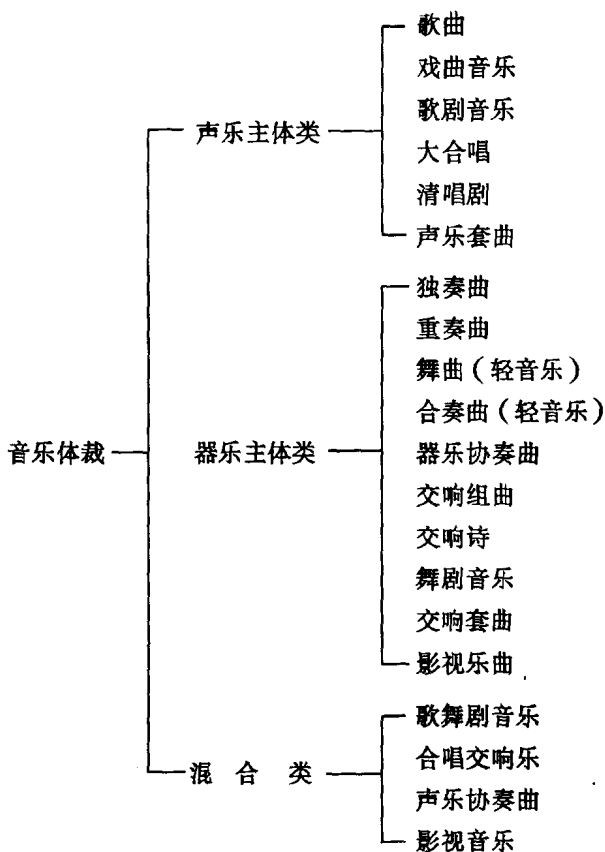 音乐体裁
声乐主体类
歌曲
戏曲音乐
歌剧音乐
大合唱
清唱剧
声乐套曲
器乐主体类
独奏曲
重奏曲
舞曲（轻音乐）
合奏曲（轻音乐）
器乐协奏曲
交响组曲
交响诗
舞剧音乐
交响套曲
影视乐曲
混合类
歌舞剧音乐
合唱交响乐
声乐协奏曲
影视音乐